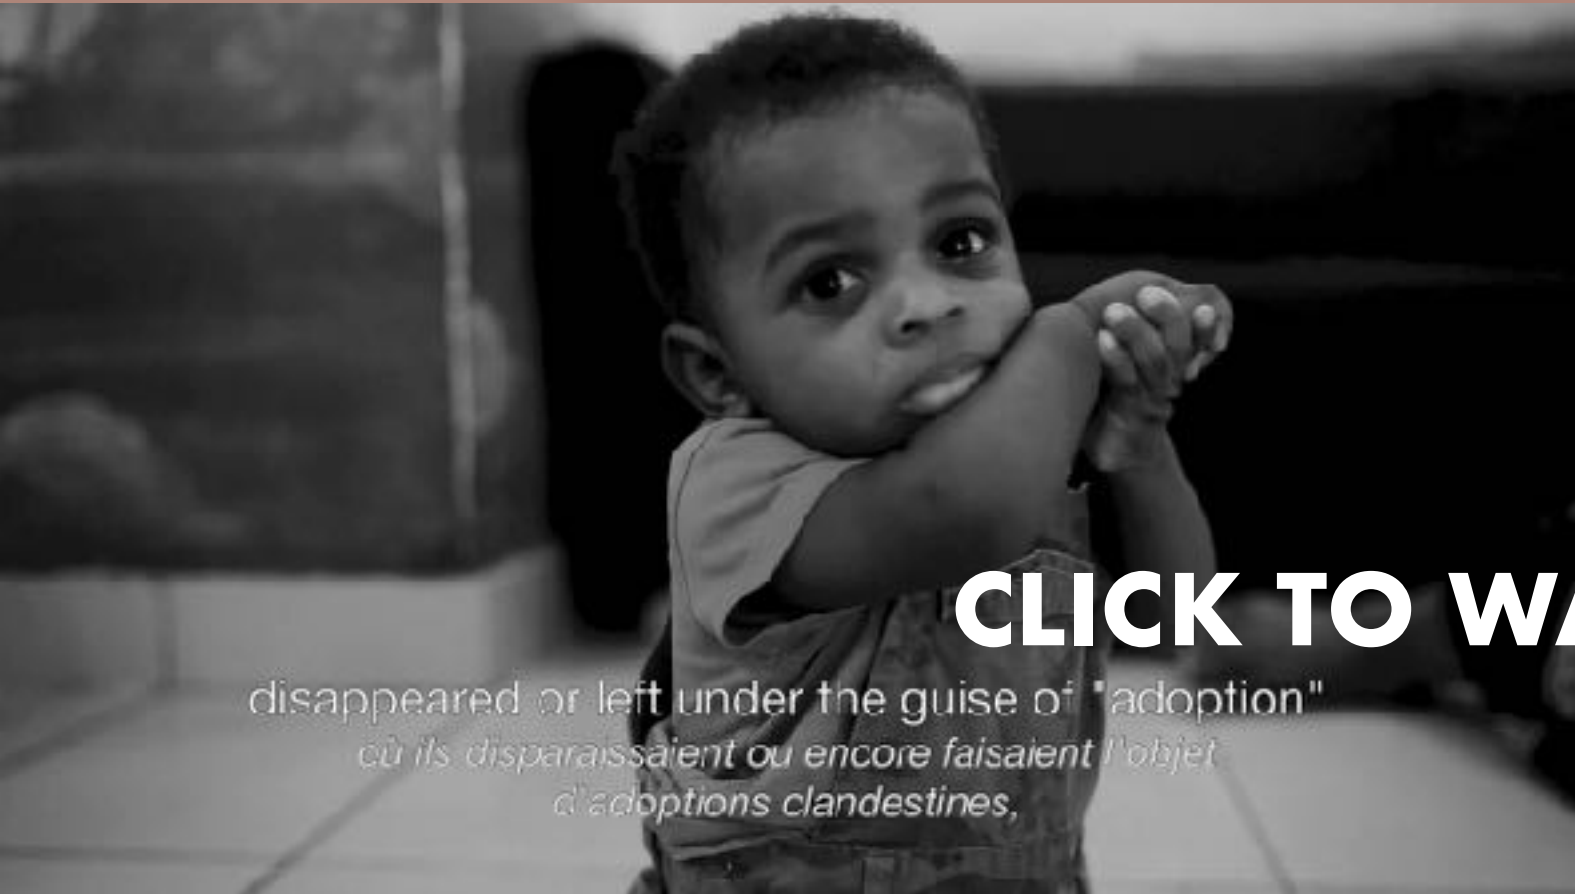 CLICK TO WA
disappeared or left under the guise of "adoption"
où ils disparaissaient ou encore faisaient l'objet
d'adoptions clandestines,